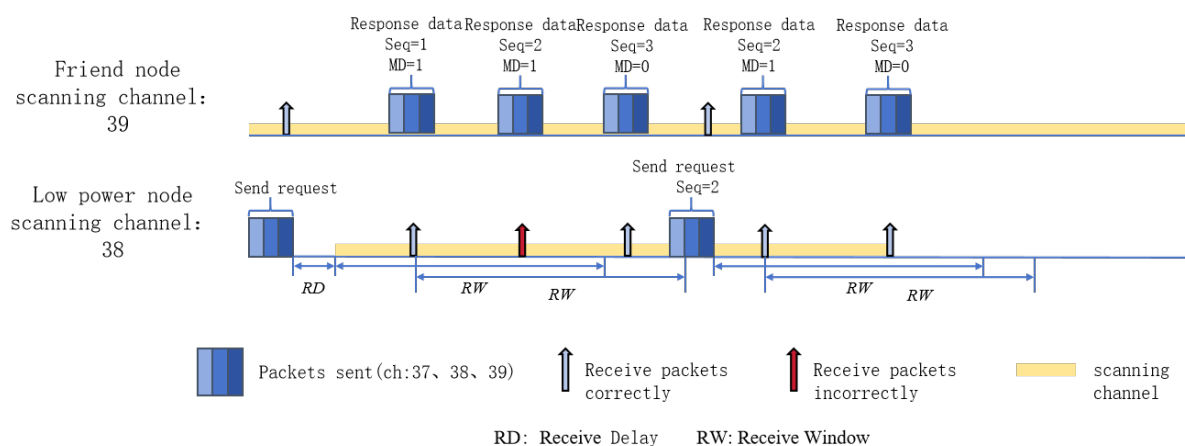 Response data Response data Response data Response data Response data
Seq=1 Seq=2 Seq=3 Seq=2 Seq=3
MD=1 MD=1 MD=0 MD=1 MD=0
Friend node
scanning channel:
39
Send request
Seq=2
Send request
Low power node
scanning channel:
38
RD RW RW RW RW
Packets sent(ch:37、38、39)
Receive packets
correctly
Receive packets
incorrectly
scanning
channel
RD: Receive Delay RW: Receive Window